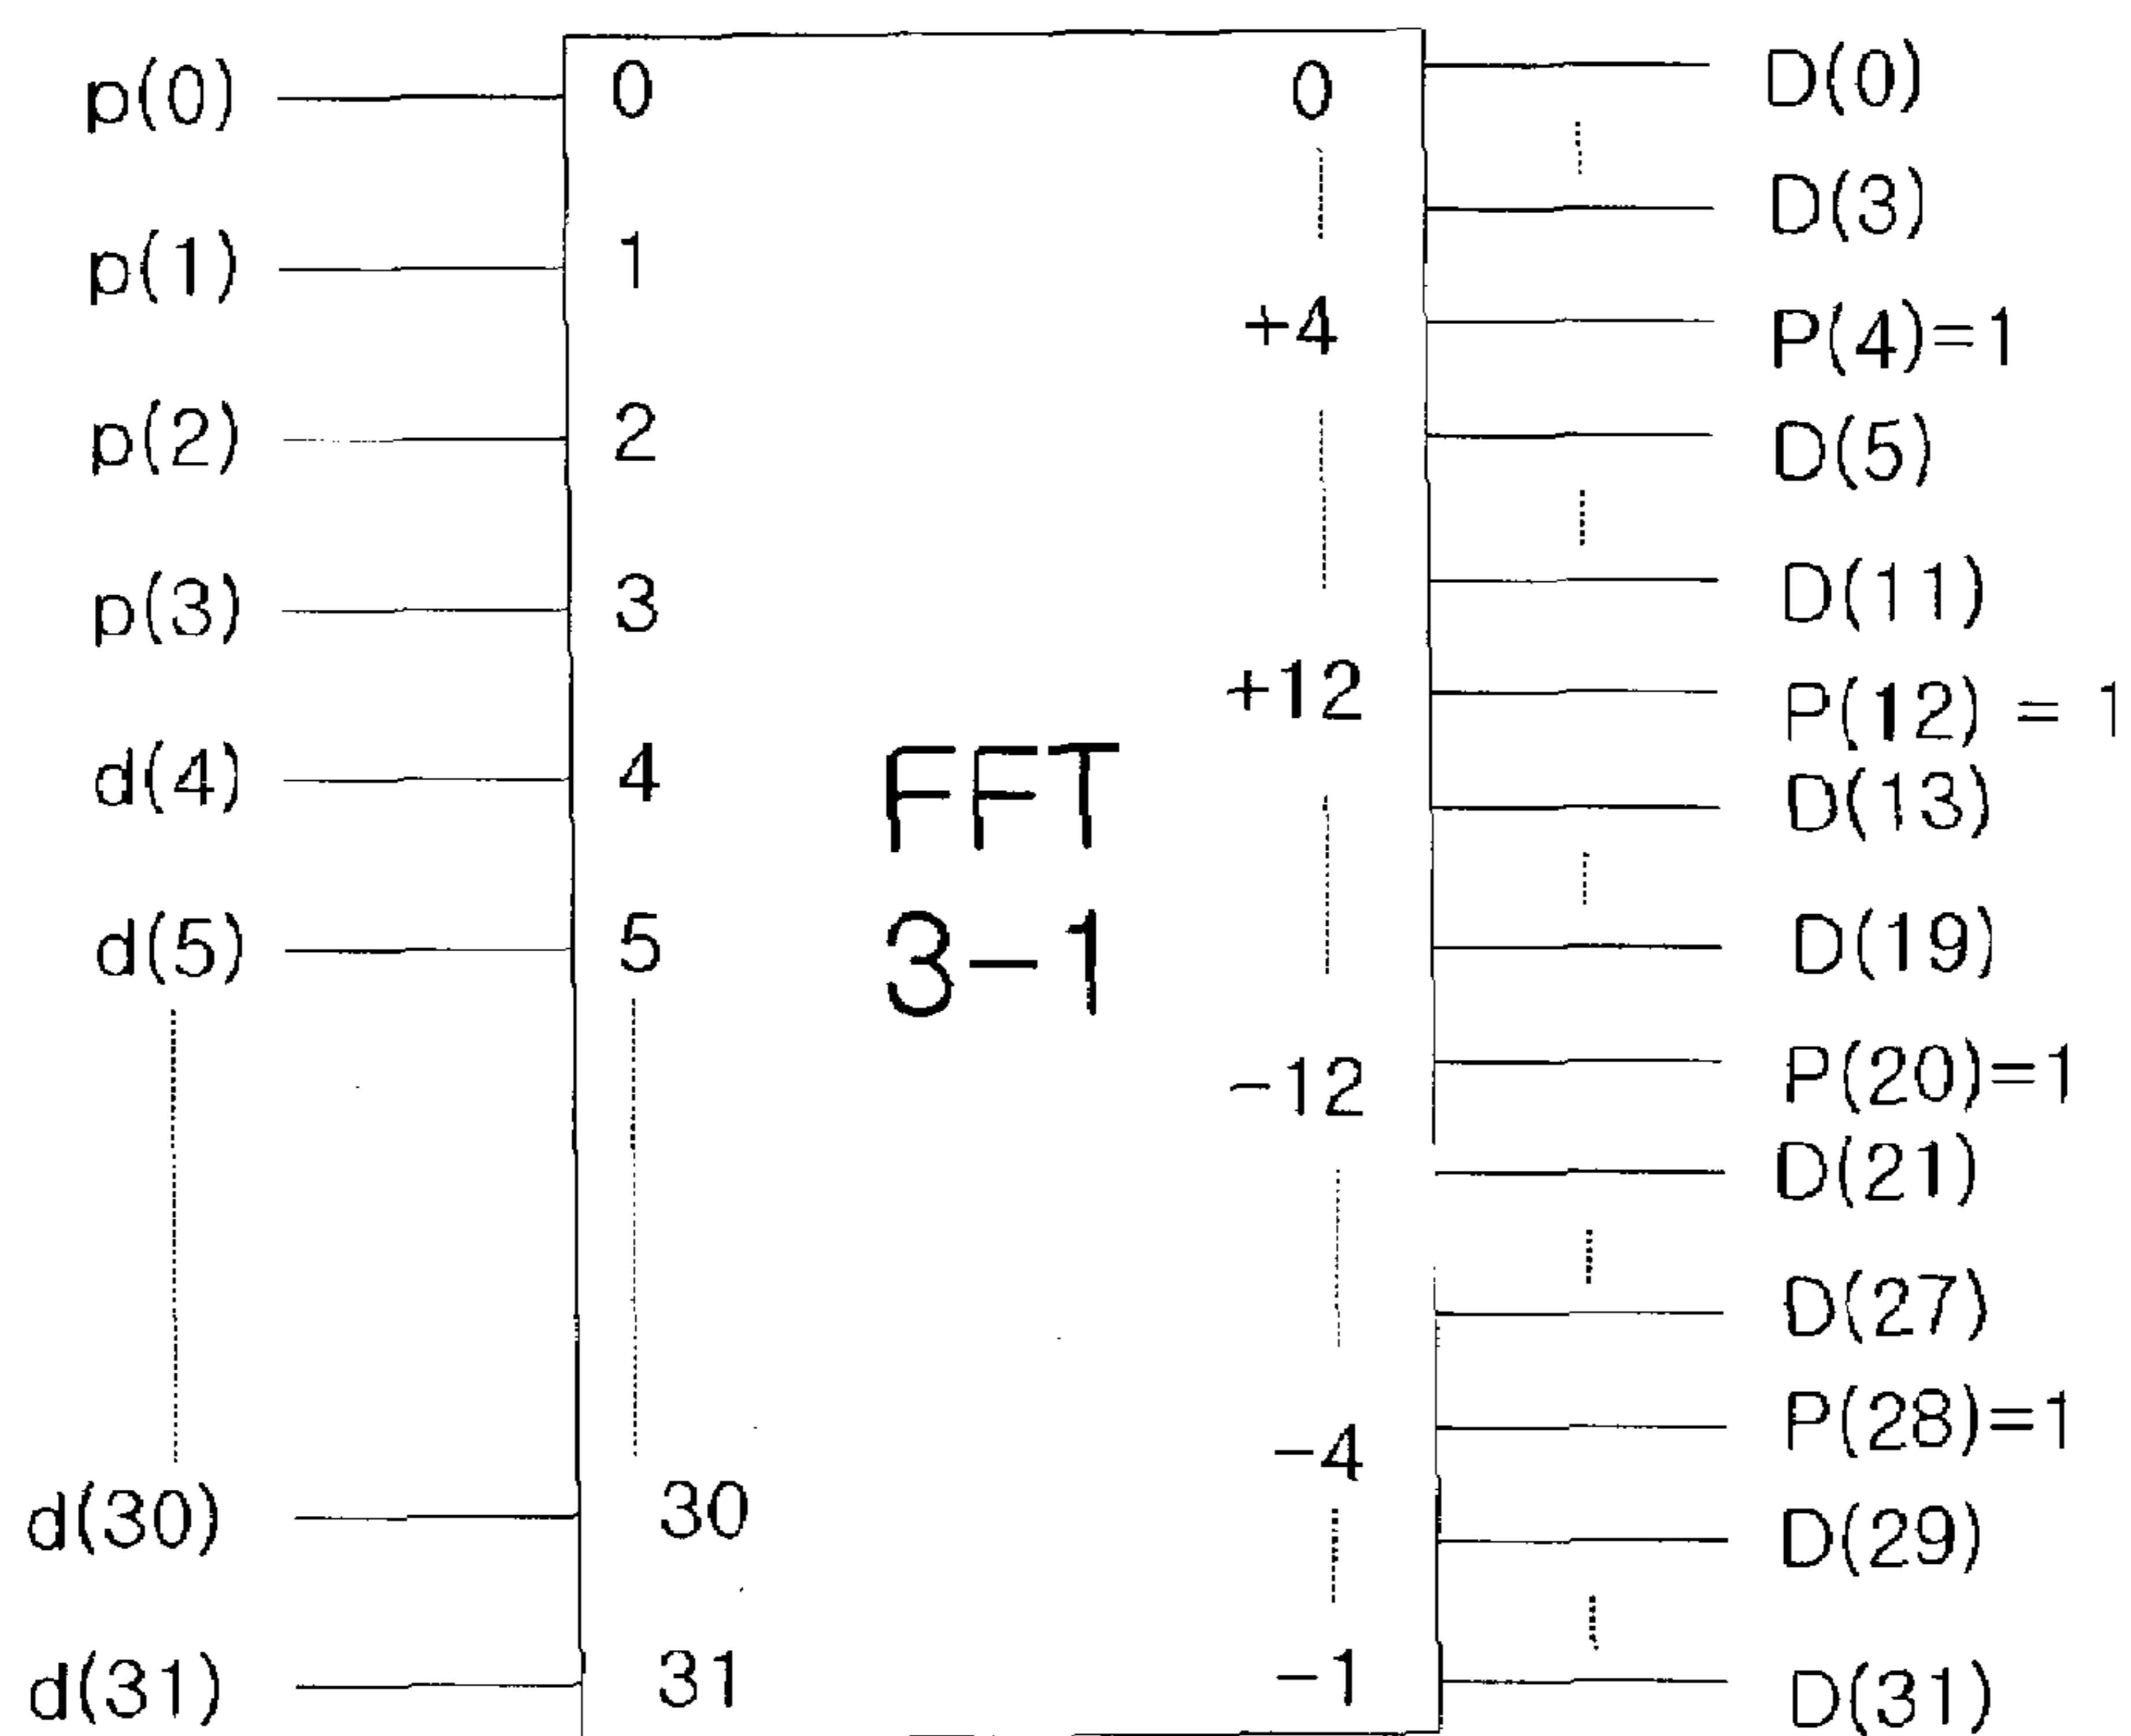 p(0)
p(1)
p(2)
p(3)
d(4)
d(5)
d(30)
d(31)
0
1
2
3
4
5
30
31
FFT
3-1
0
+4
+12
-12
-4
-1
D(0)
D(3)
P(4)=1
D(5)
D(11)
P(12) = 1
D(13)
D(19)
P(20)=1
D(21)
D(27)
P(28)=1
D(29)
D(31)